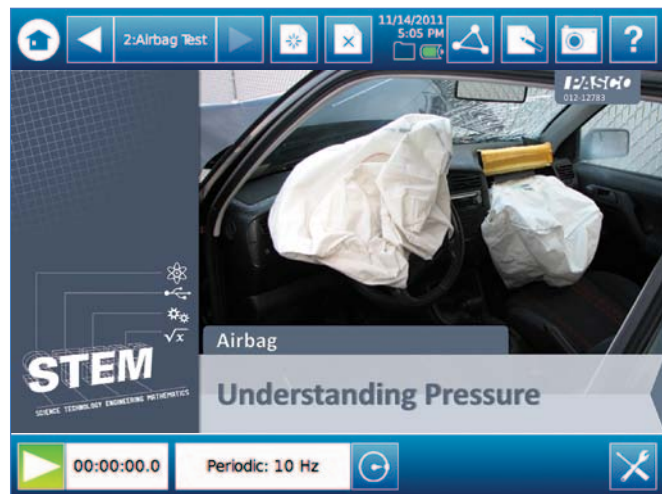 2:Airbag Test
11/14/2011
5:05 PM
?
PASCO
012-12783
√x
STEM
SCIENCE TECHNOLOGY ENGINEERING MATHEMATICS
Airbag
Understanding Pressure
00:00:00.0
Periodic: 10 Hz